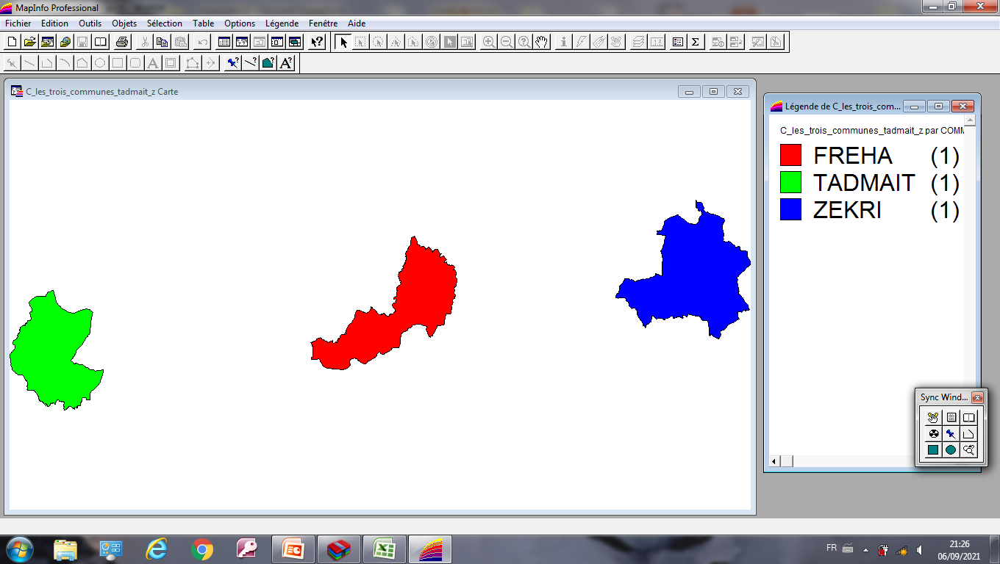 MapInfo Professional
Fichier Edition Outils Objets Sélection Table Options Légende Fenêtre Aide
C_les_trois_communes_tadmait_z Carte
Légende de C_les_trois_com...
C_les_trois_communes_tadmait_z par COMM
FREHA (1)
TADMAIT (1)
ZEKRI (1)
Sync Wind...
FR
21:26
06/09/2021